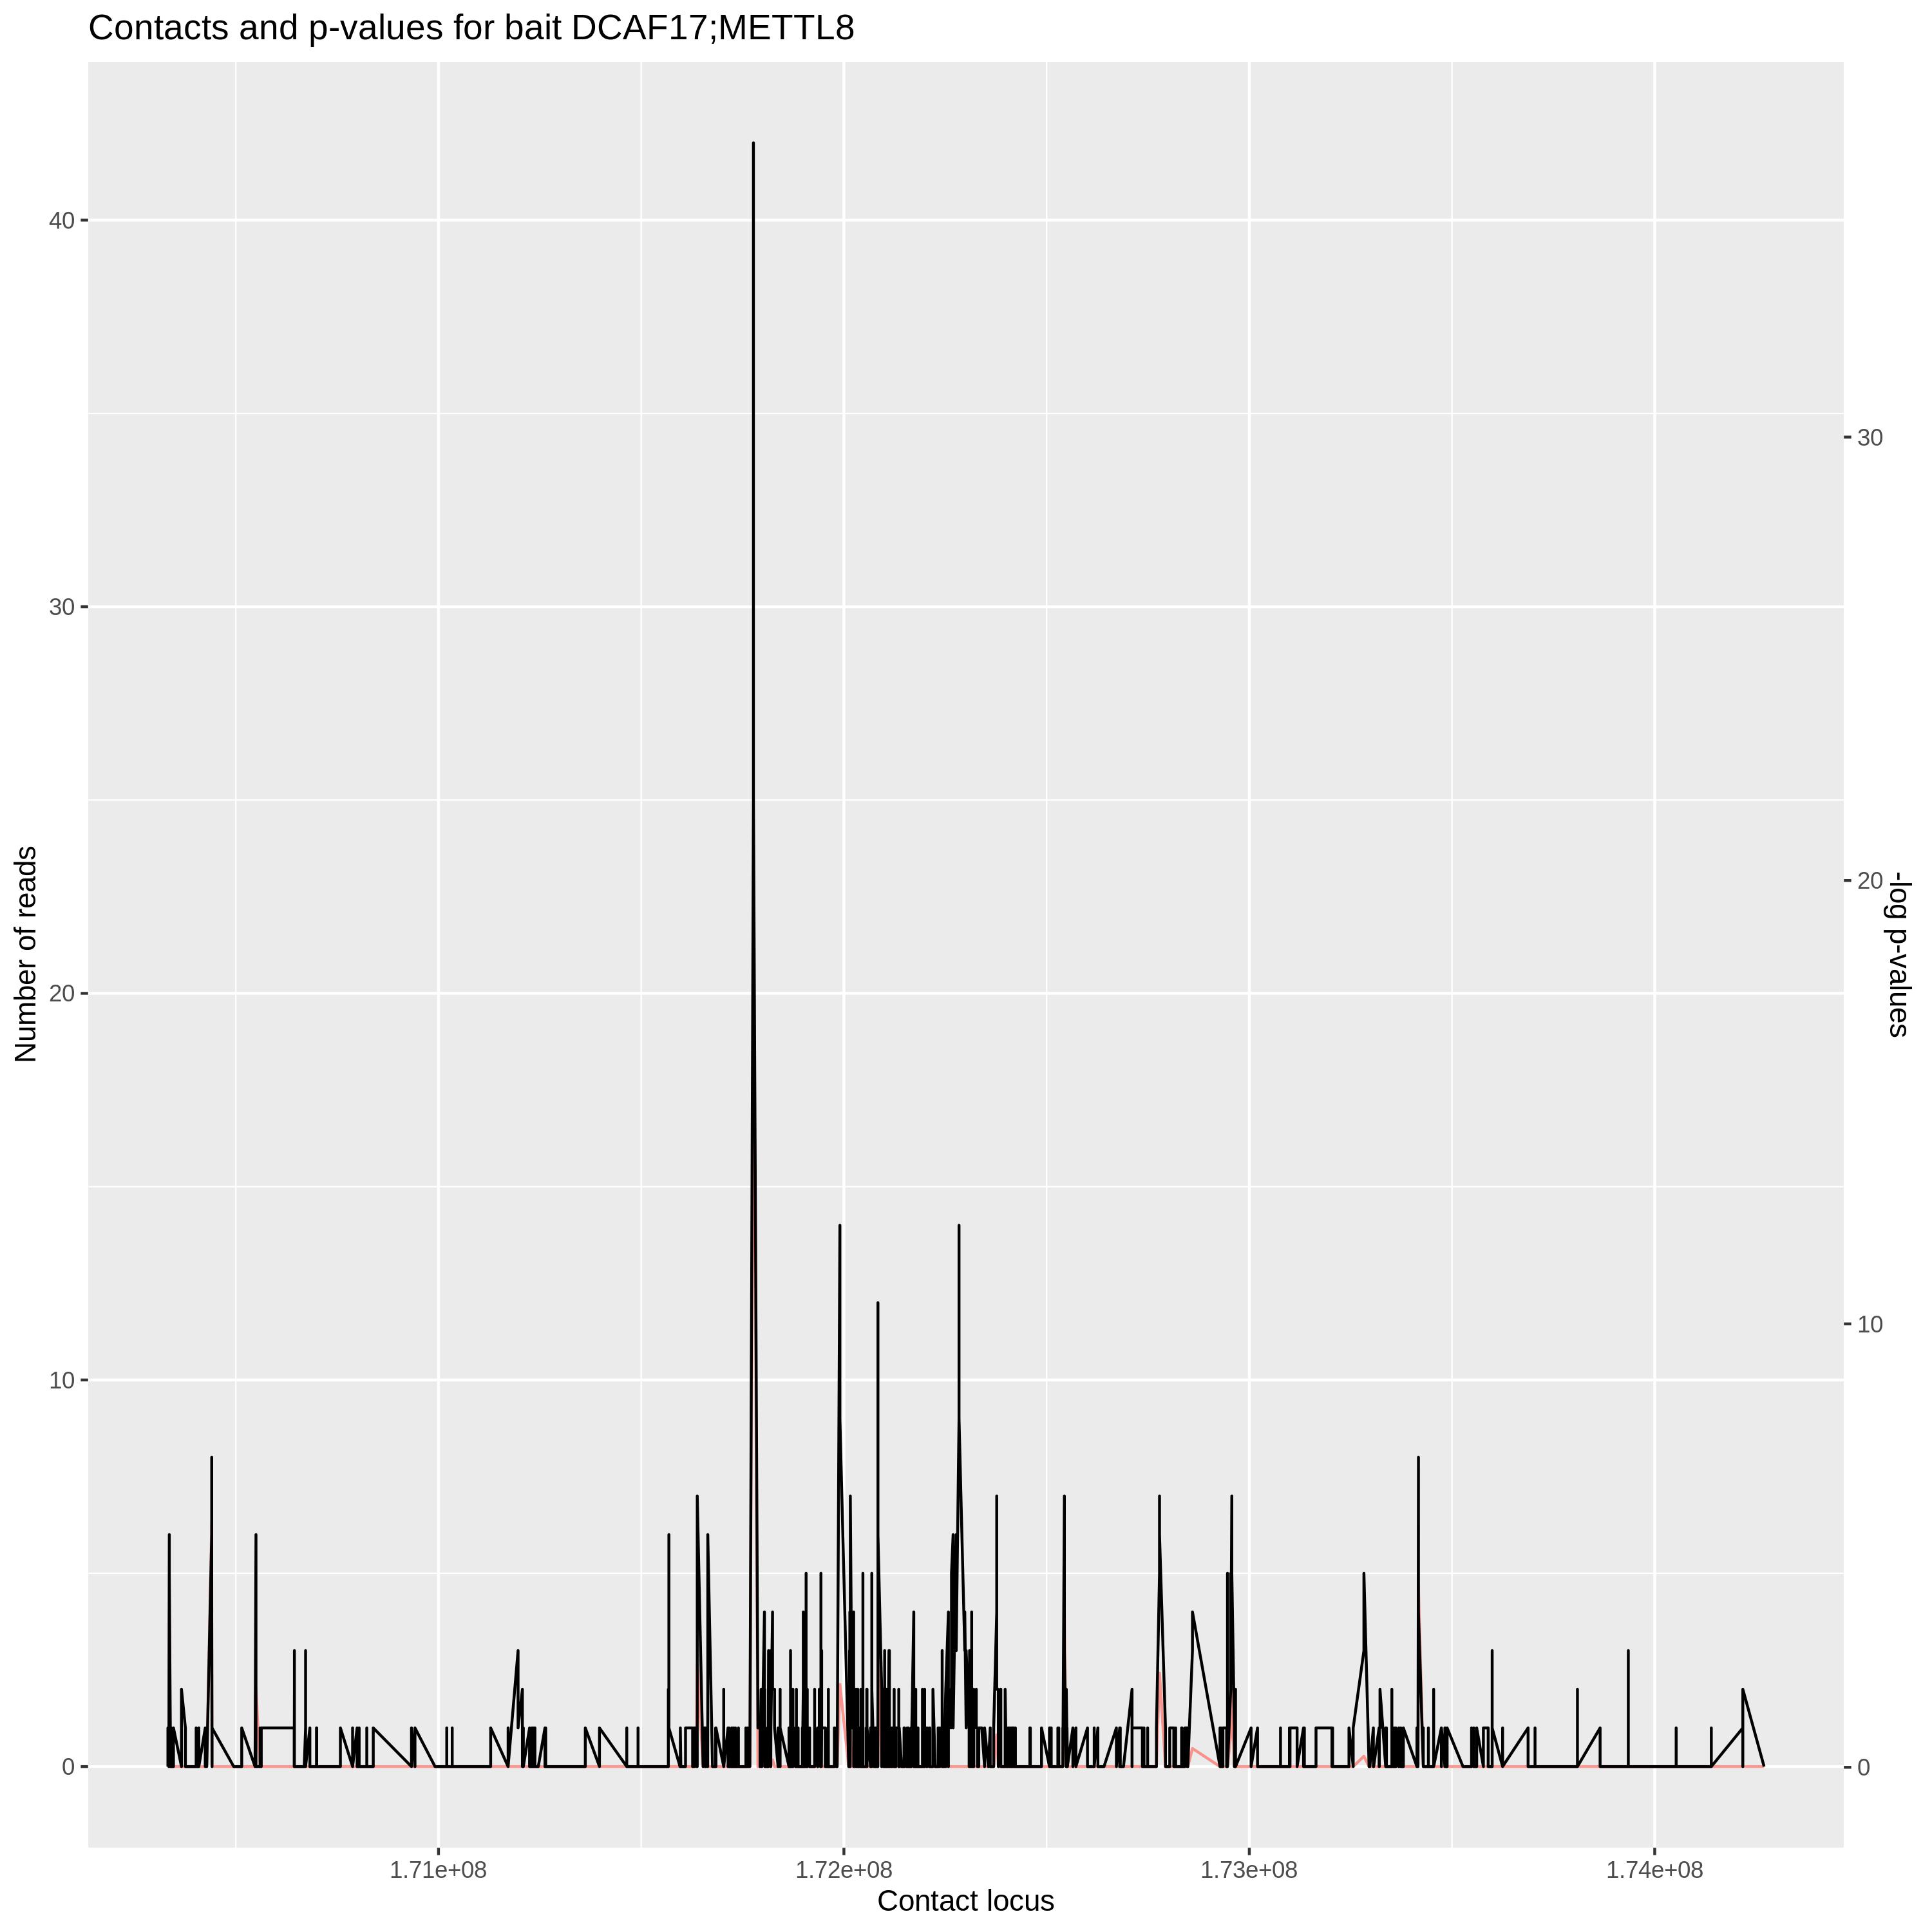 Contacts and p-values for bait DCAF17;METTL8
40
30
20
10
0
Number of reads
30
20
10
0
-log p-values
1.71e+08 1.72e+08 1.73e+08 1.74e+08
Contact locus